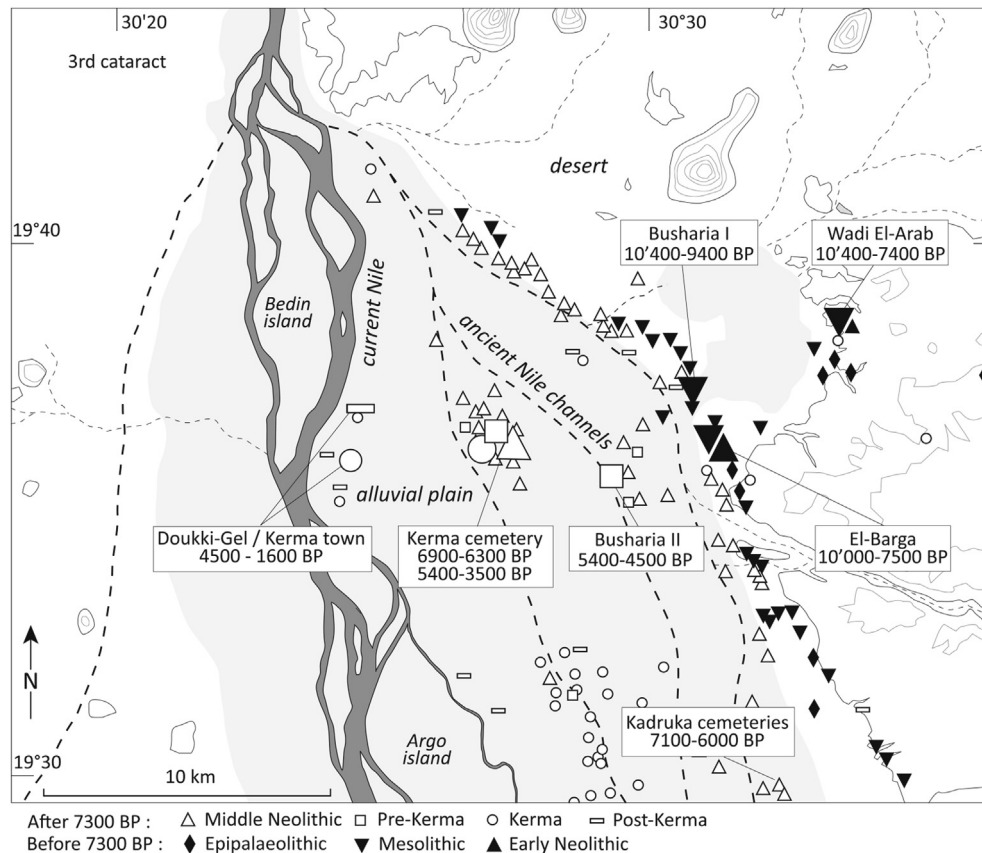 30'20
30'30
3rd cataract
desert
19'40
Busharia I
10'400-9400 BP
Wadi El-Arab
10'400-7400 BP
Bedin
island
current Nile
ancient Nile channels
alluvial plain
Doukki-Gel / Kerma town
4500 - 1600 BP
Kerma cemetery
6900-6300 BP
5400-3500 BP
Busharia II
5400-4500 BP
El-Barga
10'000-7500 BP
N
Kadruka cemeteries
7100-6000 BP
Argo
island
19'30
10 km
After 7300 BP : Middle Neolithic Pre-Kerma Kerma Post-Kerma
Before 7300 BP : Epipalaeolithic Mesolithic Early Neolithic